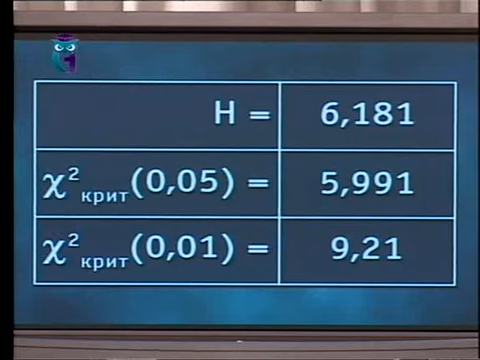 H = 6,181
χ²крит(0,05) = 5,991
χ²крит(0,01) = 9,21